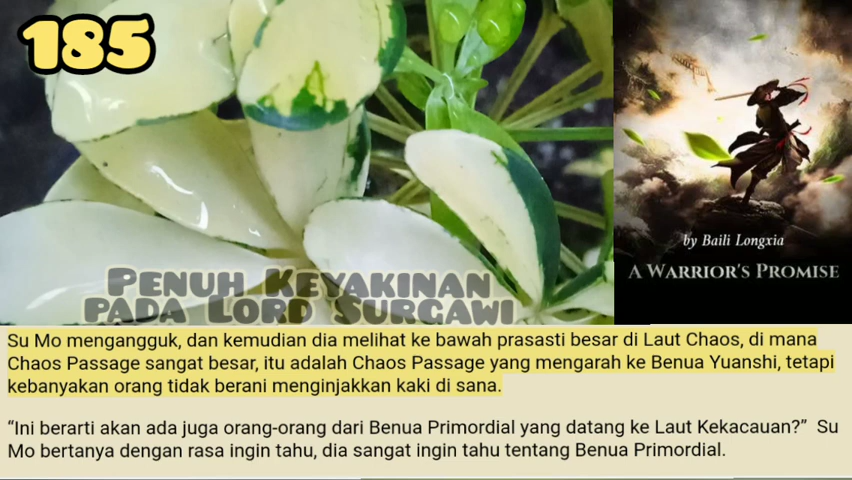 185
by Baili Longxia
A WARRIOR'S PROMISE
PENUH KEYAKINAN
PADA LORD SURGAWI
Su Mo mengangguk, dan kemudian dia melihat ke bawah prasasti besar di Laut Chaos, di mana
Chaos Passage sangat besar, itu adalah Chaos Passage yang mengarah ke Benua Yuanshi, tetapi
kebanyakan orang tidak berani menginjakkan kaki di sana.
“Ini berarti akan ada juga orang-orang dari Benua Primordial yang datang ke Laut Kekacauan?” Su
Mo bertanya dengan rasa ingin tahu, dia sangat ingin tahu tentang Benua Primordial.